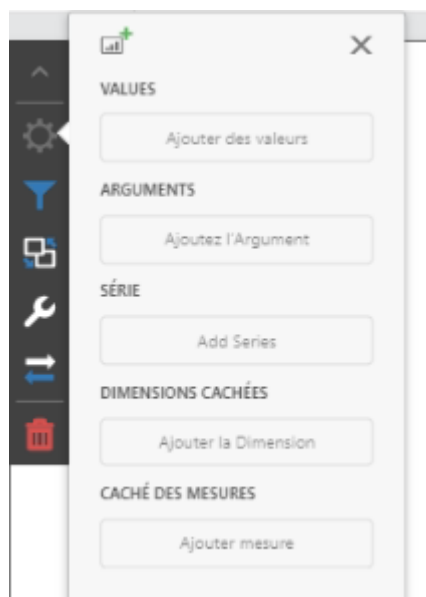 VALUES
Ajouter des valeurs
ARGUMENTS
Ajoutez l'Argument
SÉRIE
Add Series
DIMENSIONS CACHÉES
Ajouter la Dimension
CACHÉ DES MESURES
Ajouter mesure